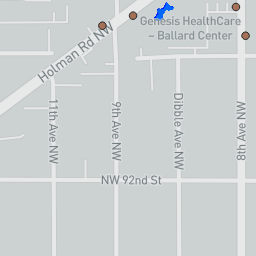 Genesis HealthCare
– Ballard Center
Holman Rd NW
11th Ave NW
9th Ave NW
Dibble Ave NW
8th Ave NW
NW 92nd St